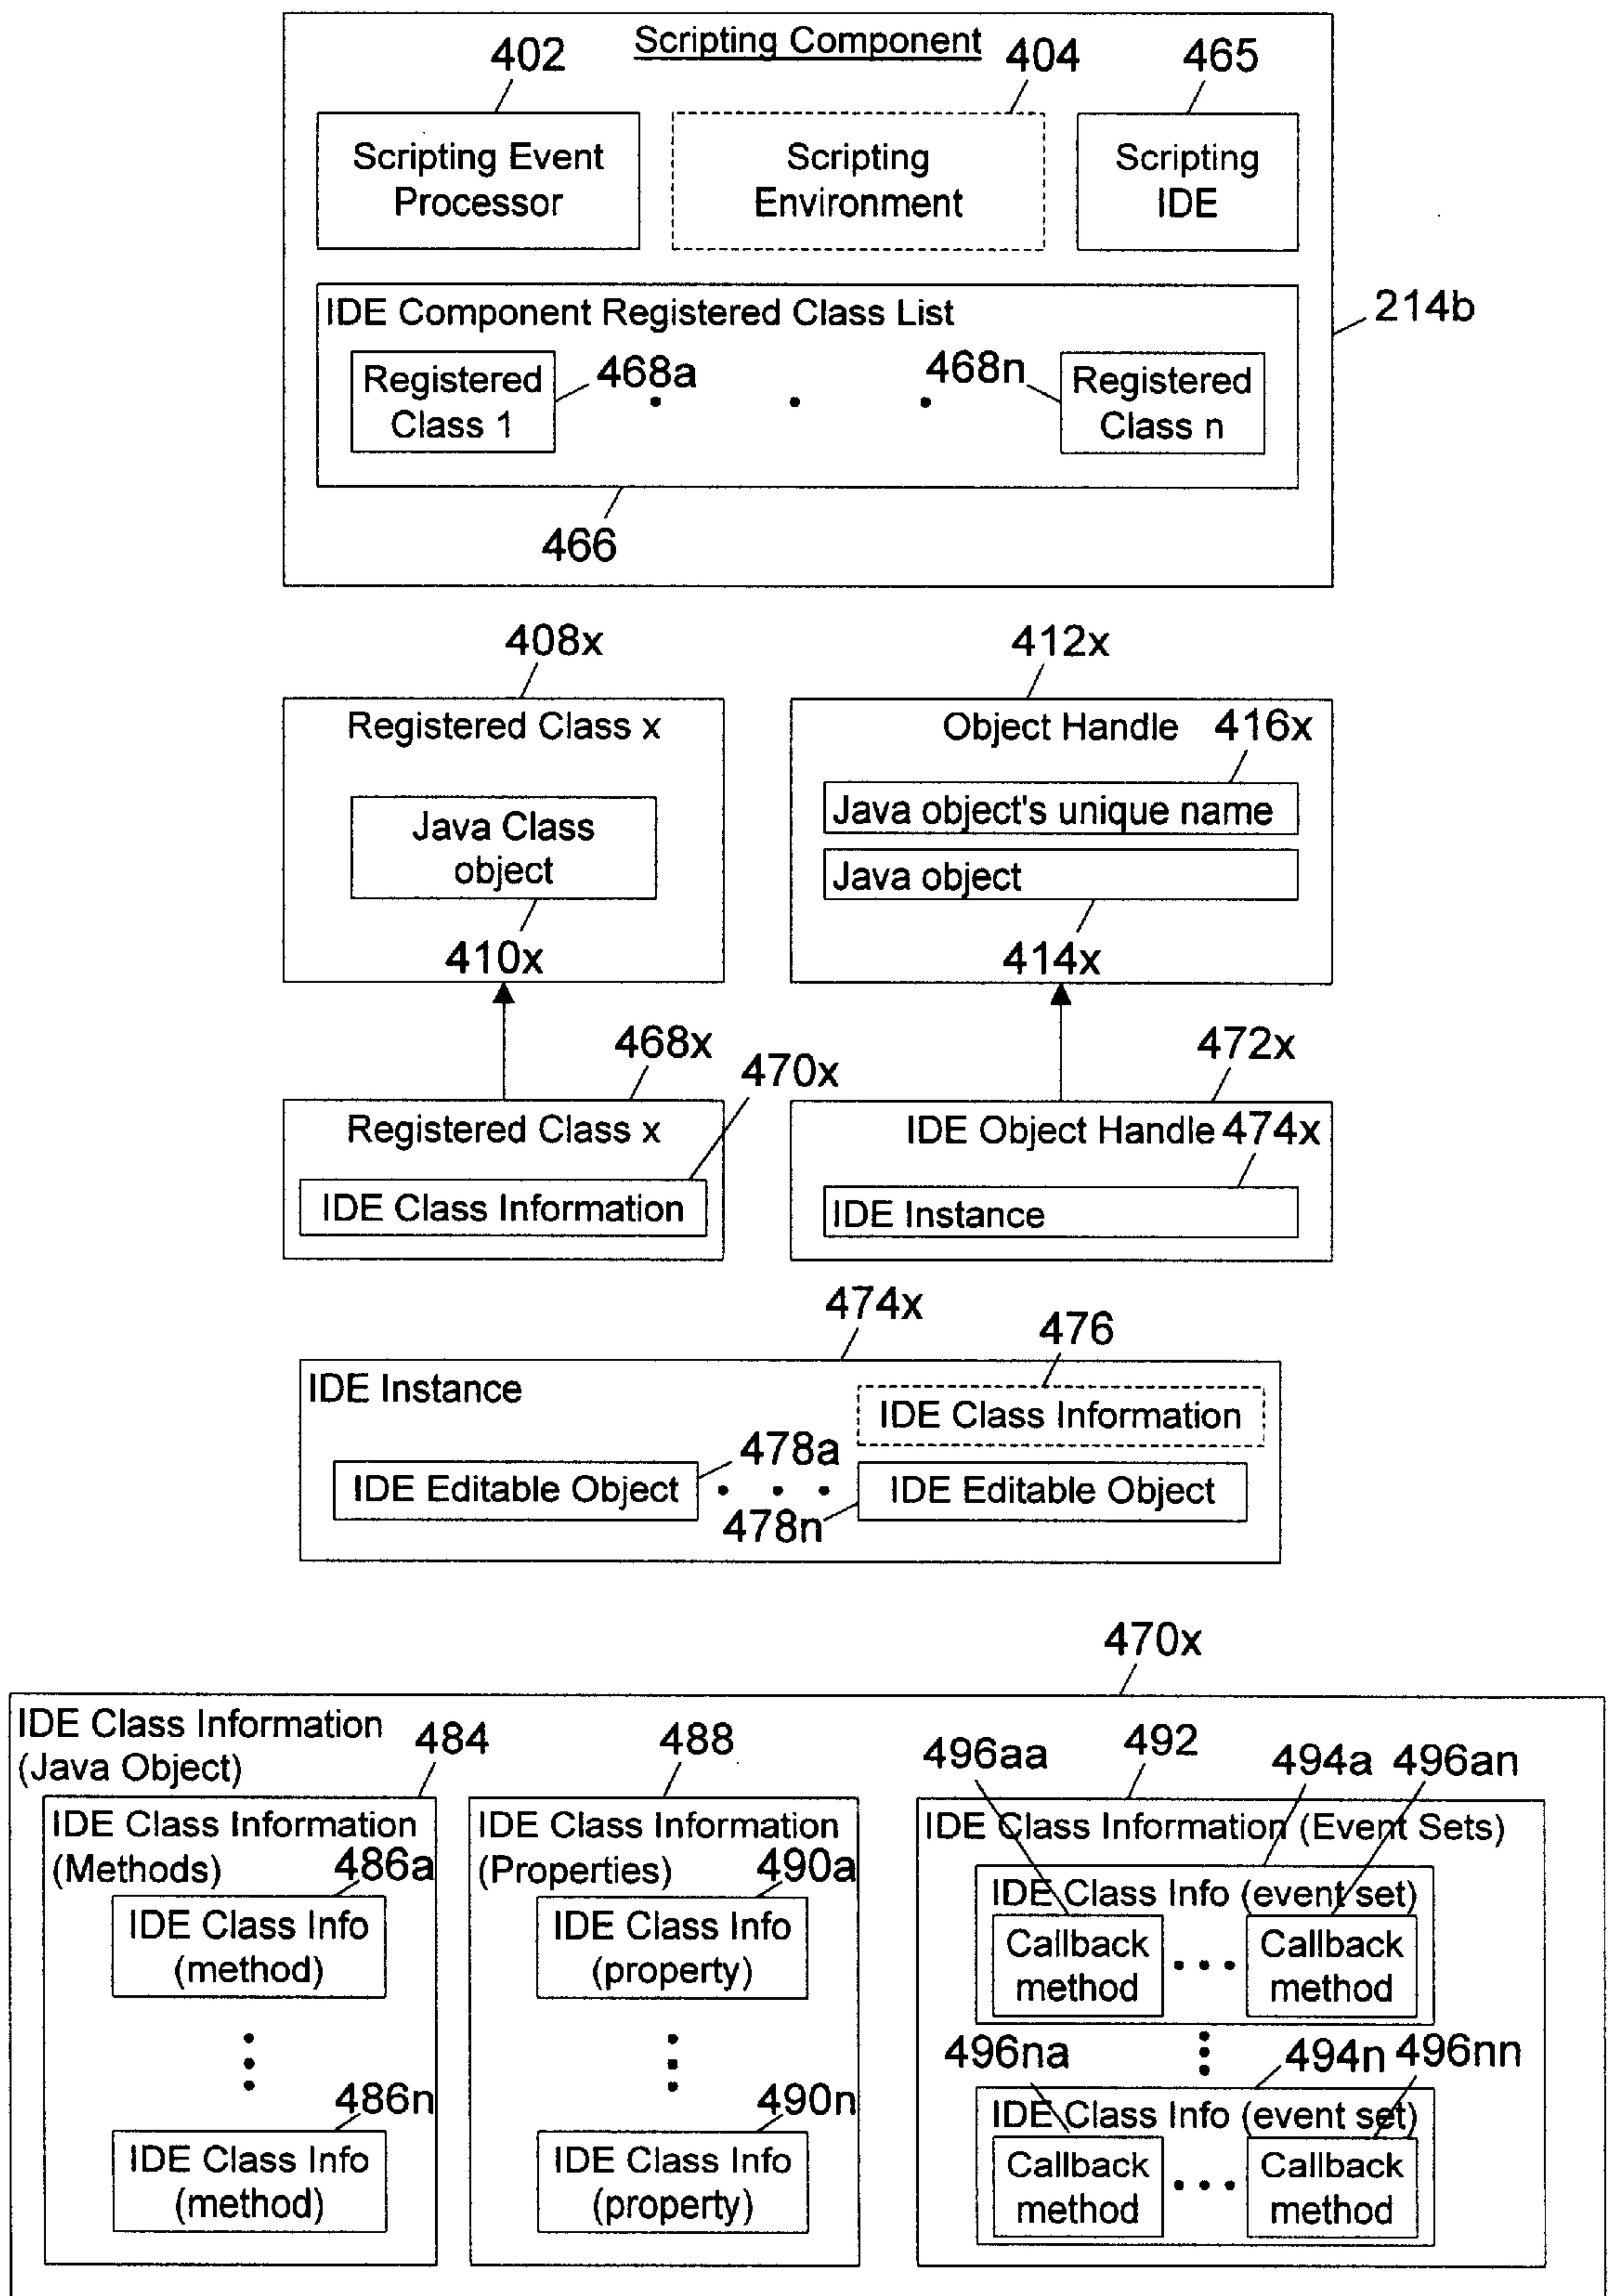 Scripting Component
402
404
465
Scripting Event
Processor
Scripting
Environment
Scripting
IDE
214b
IDE Component Registered Class List
Registered
Class 1
468a
• • •
468n
Registered
Class n
466
408x
412x
Registered Class x
Object Handle
416x
Java Class
object
Java object's unique name
Java object
410x
414x
468x
470x
472x
Registered Class x
IDE Object Handle
474x
IDE Class Information
IDE Instance
474x
476
IDE Instance
IDE Class Information
478a
IDE Editable Object
• • •
IDE Editable Object
478n
470x
IDE Class Information
(Java Object)
484
488
496aa
492
494a
496an
IDE Class Information
(Methods)
486a
IDE Class Info
(method)
486n
IDE Class Info
(method)
IDE Class Information
(Properties)
490a
IDE Class Info
(property)
490n
IDE Class Info
(property)
IDE Class Information (Event Sets)
IDE Class Info (event set)
Callback
method
• • •
Callback
method
496na
494n
496nn
IDE Class Info (event set)
Callback
method
• • •
Callback
method